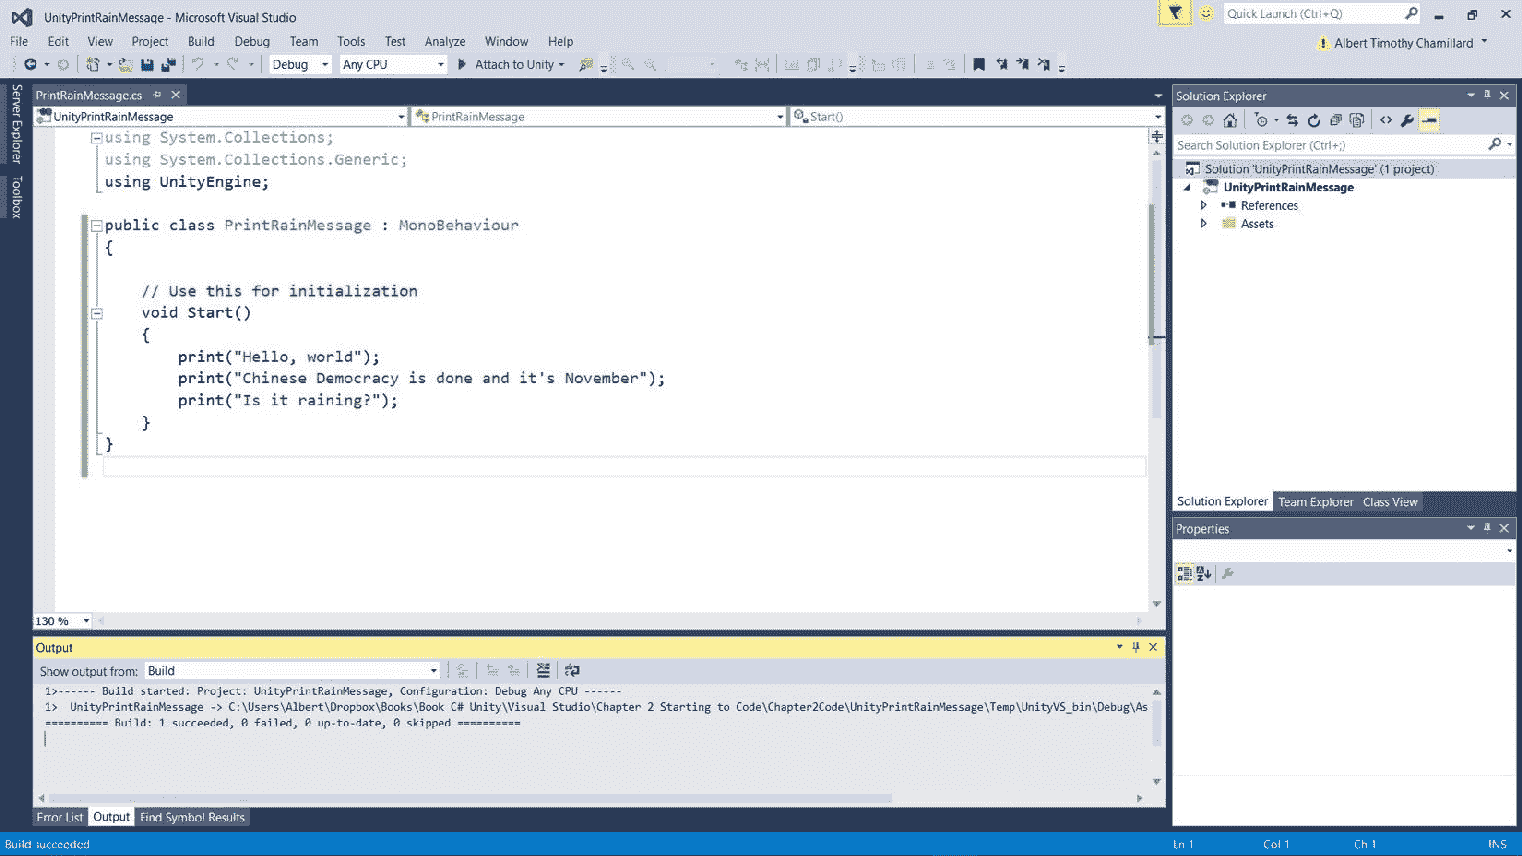 UnityPrintRainMessage - Microsoft Visual Studio
Quick Launch (Ctrl+Q)
File Edit View Project Build Debug Team Tools Test Analyze Window Help
Albert Timothy Chamillard
Debug Any CPU Attach to Unity
Server Explorer
Toolbox
PrintRainMessage.cs
UnityPrintRainMessage PrintRainMessage Start()
using System.Collections;
using System.Collections.Generic;
using UnityEngine;
public class PrintRainMessage : MonoBehaviour
{
// Use this for initialization
void Start()
{
print("Hello, world");
print("Chinese Democracy is done and it's November");
print("Is it raining?");
}
}
130 %
Solution Explorer
Search Solution Explorer (Ctrl+;)
Solution 'UnityPrintRainMessage' (1 project)
UnityPrintRainMessage
References
Assets
Solution Explorer Team Explorer Class View
Properties
Output
Show output from: Build
1>------ Build started: Project: UnityPrintRainMessage, Configuration: Debug Any CPU ------
1> UnityPrintRainMessage -> C:\Users\Albert\Dropbox\Books\Book C# Unity\Visual Studio\Chapter 2 Starting to Code\Chapter2Code\UnityPrintRainMessage\Temp\UnityVS_bin\Debug\As
========== Build: 1 succeeded, 0 failed, 0 up-to-date, 0 skipped ==========
Error List Output Find Symbol Results
Build succeeded Ln 1 Col 1 Ch 1 INS